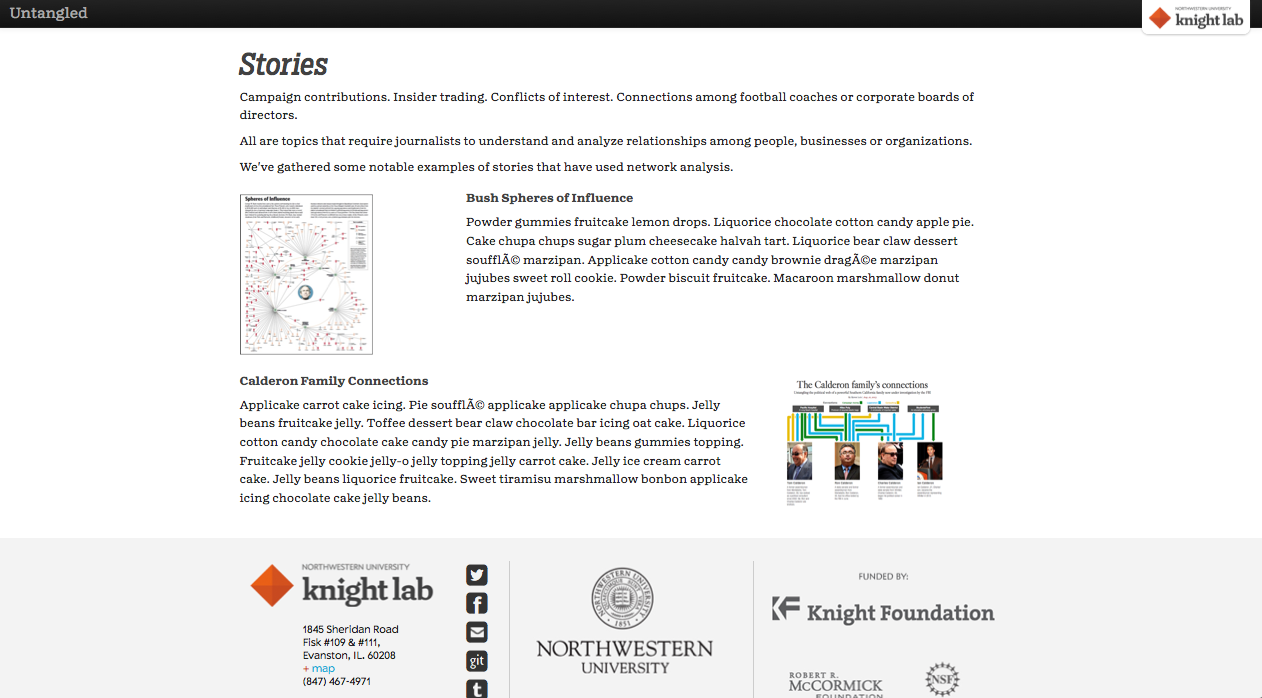 Untangled
NORTHWESTERN UNIVERSITY
knight lab
Stories
Campaign contributions. Insider trading. Conflicts of interest. Connections among football coaches or corporate boards of
directors.
All are topics that require journalists to understand and analyze relationships among people, businesses or organizations.
We've gathered some notable examples of stories that have used network analysis.
Spheres of Influence
Bush Spheres of Influence
Powder gummies fruitcake lemon drops. Liquorice chocolate cotton candy apple pie.
Cake chupa chups sugar plum cheesecake halvah tart. Liquorice bear claw dessert
soufflÃ© marzipan. Applicake cotton candy candy brownie dragÃ©e marzipan
jujubes sweet roll cookie. Powder biscuit fruitcake. Macaroon marshmallow donut
marzipan jujubes.
Calderon Family Connections
Applicake carrot cake icing. Pie soufflÃ© applicake applicake chupa chups. Jelly
beans fruitcake jelly. Toffee dessert bear claw chocolate bar icing oat cake. Liquorice
cotton candy chocolate cake candy pie marzipan jelly. Jelly beans gummies topping.
Fruitcake jelly cookie jelly-o jelly topping jelly carrot cake. Jelly ice cream carrot
cake. Jelly beans liquorice fruitcake. Sweet tiramisu marshmallow bonbon applicake
icing chocolate cake jelly beans.
The Calderon family's connections
NORTHWESTERN UNIVERSITY
knight lab
1845 Sheridan Road
Fisk #109 & #111,
Evanston, IL. 60208
+ map
(847) 467-4971
git
t
NORTHWESTERN
UNIVERSITY
1851
FUNDED BY:
Knight Foundation
ROBERT R.
McCORMICK
FOUNDATION
NSF